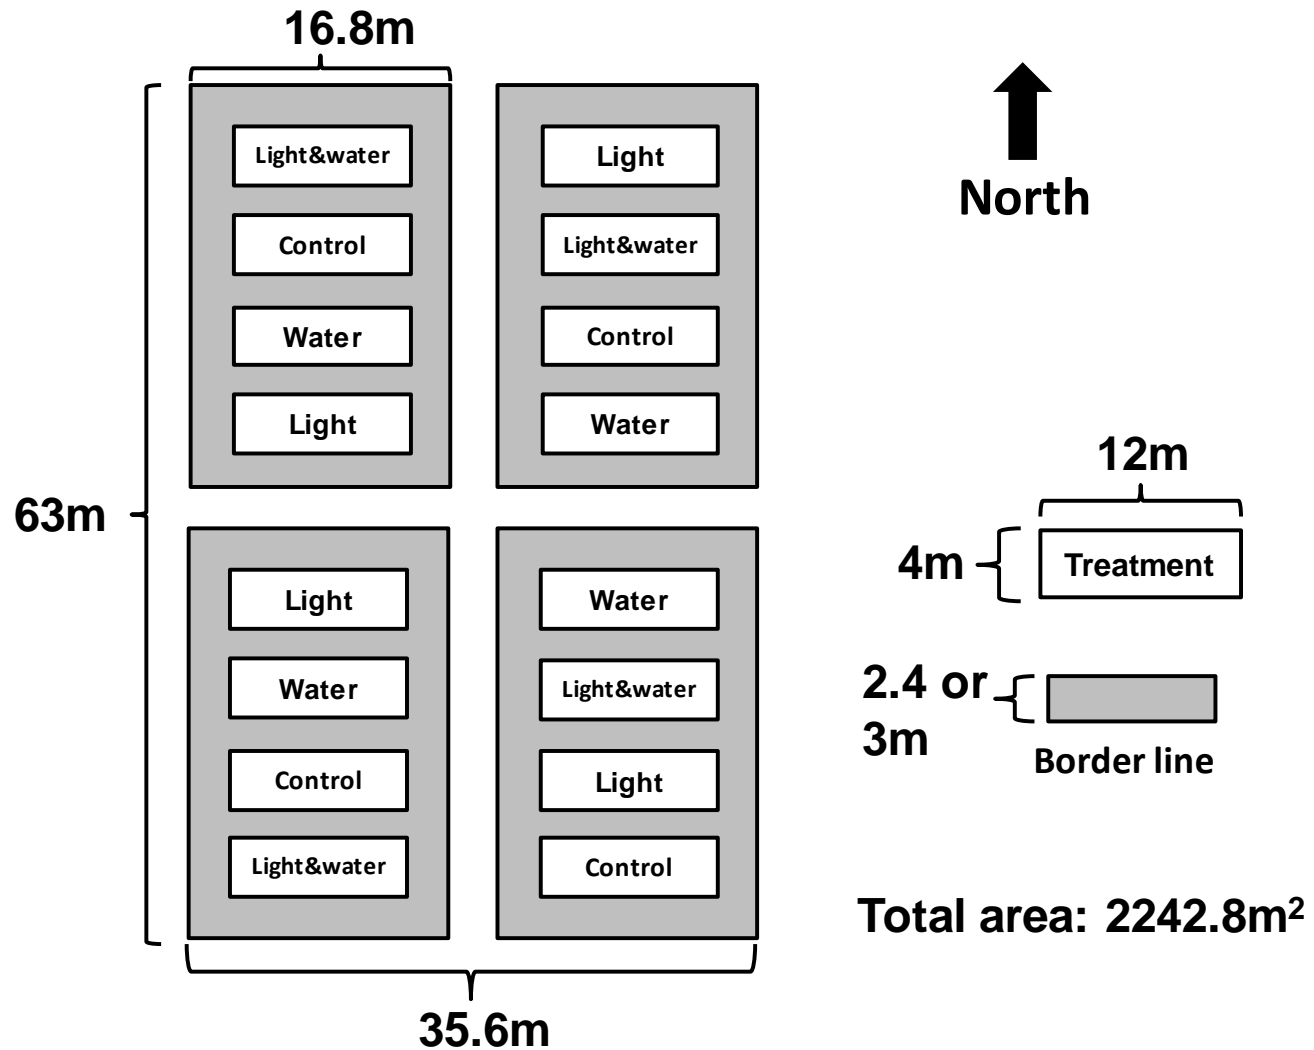 16.8m
North
63m
Light&water
Control
Water
Light
Light
Light&water
Control
Water
Light
Water
Control
Light&water
Water
Light&water
Light
Control
35.6m
12m
4m
Treatment
2.4 or
3m
Border line
Total area: 2242.8m²